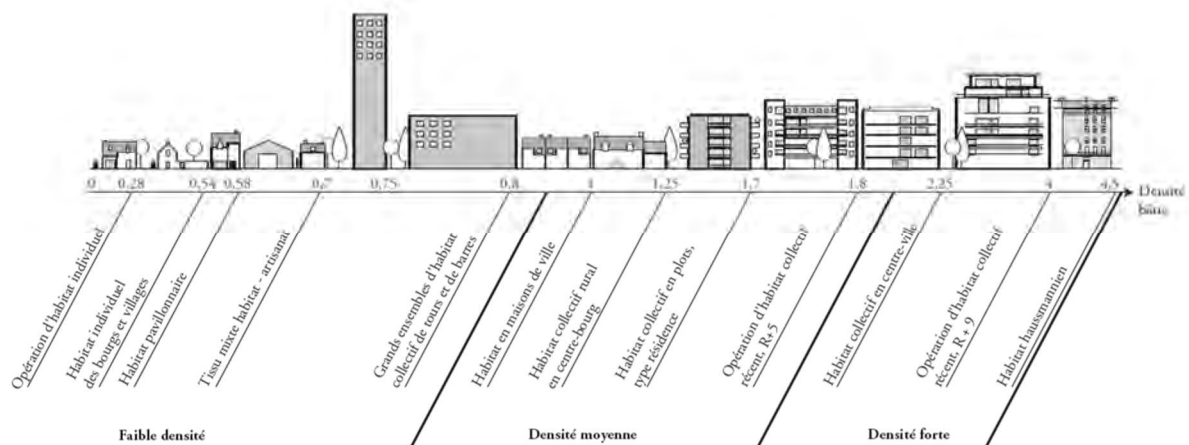 0 0.28 0.54 0.58 0.7 0.75 0.8 1 1.25 1.7 1.8 2.25 4 4.5
Densité
bâtie
Opération d'habitat individuel
Habitat individuel
des bourgs et villages
Habitat pavillonnaire
Tissu mixte habitat - artisanat
Grands ensembles d'habitat
collectif de tours et de barres
Habitat en maisons de ville
Habitat collectif rural
en centre-bourg
Habitat collectif en plots,
type résidence
Opération d'habitat collectif
récent, R+5
Habitat collectif en centre-ville
Opération d'habitat collectif
récent, R + 9
Habitat haussmannien
Faible densité
Densité moyenne
Densité forte